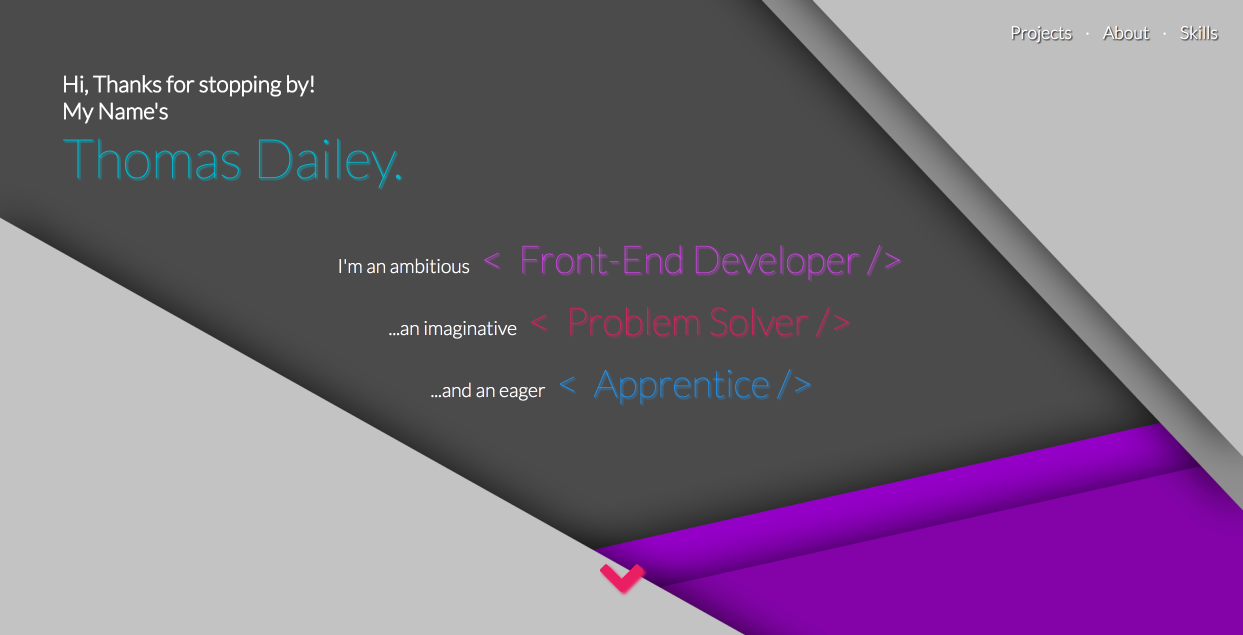 Projects · About · Skills
Hi, Thanks for stopping by!
My Name's
Thomas Dailey.
I'm an ambitious < Front-End Developer />
...an imaginative < Problem Solver />
...and an eager < Apprentice />